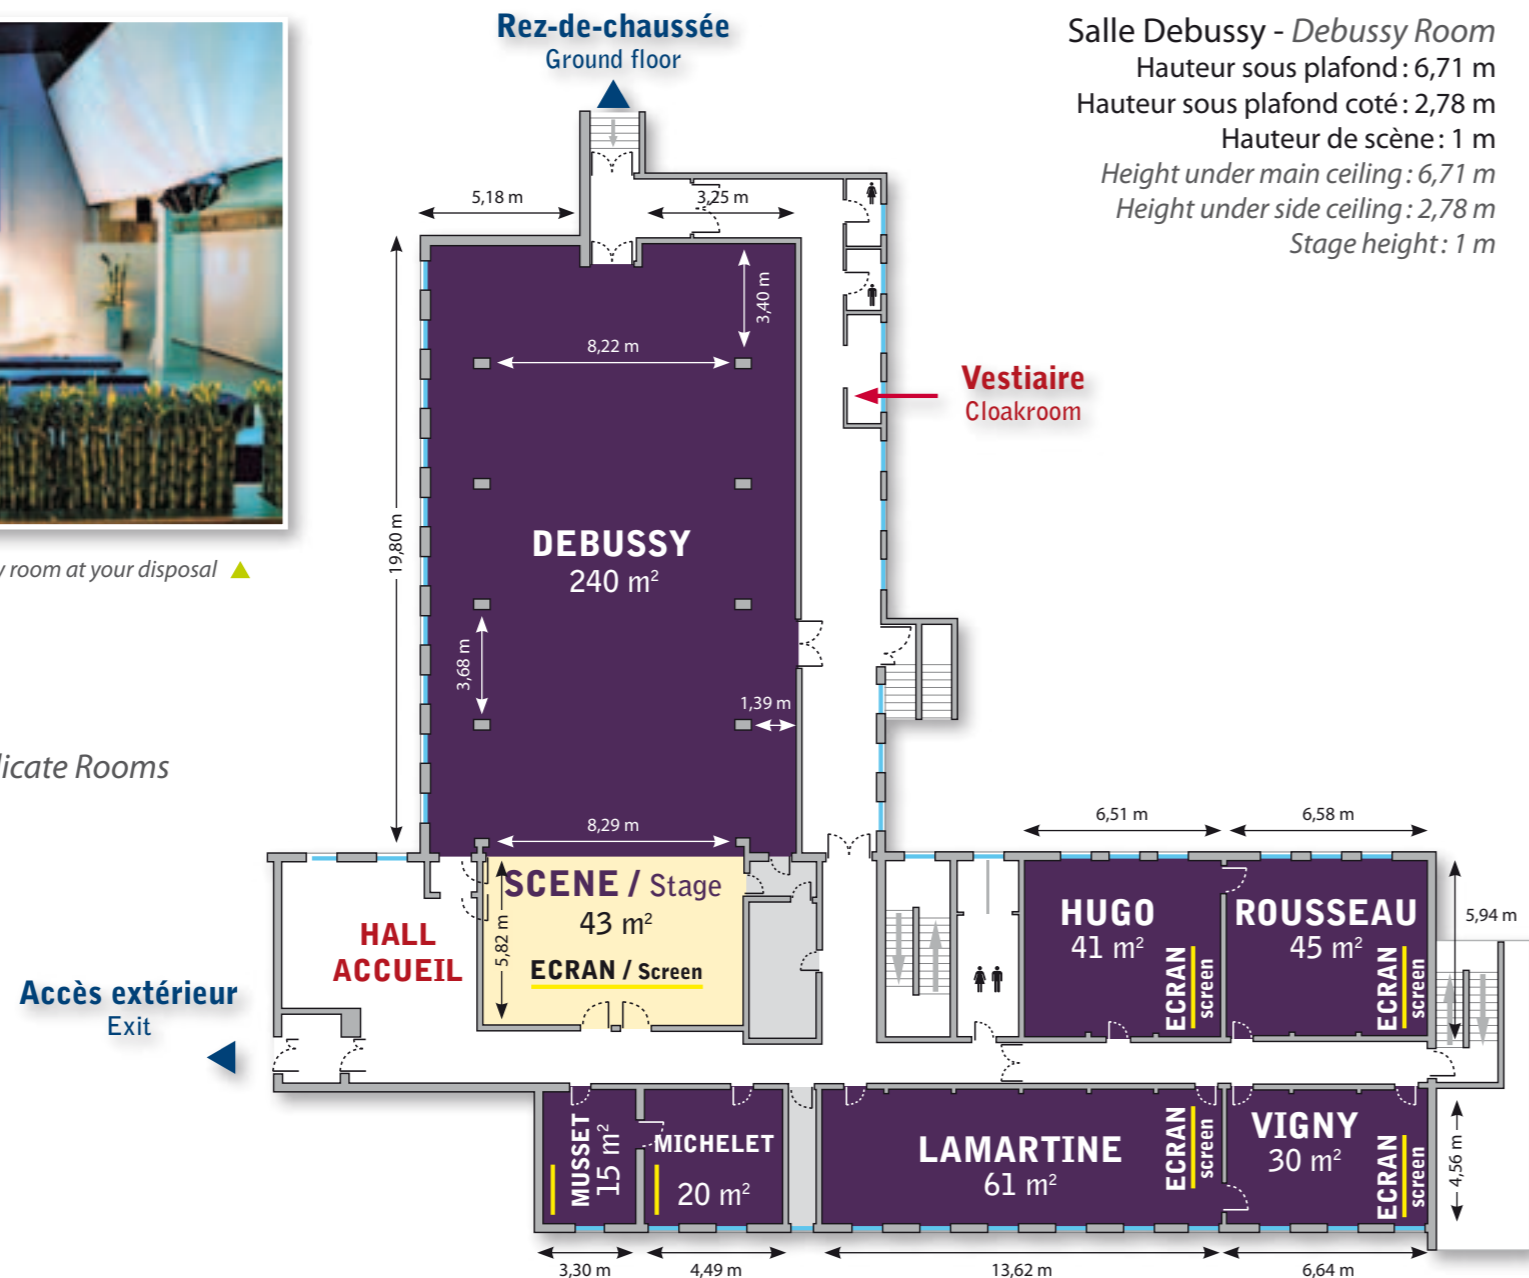 Rez-de-chaussée
Ground floor
Salle Debussy - Debussy Room
Hauteur sous plafond : 6,71 m
Hauteur sous plafond coté : 2,78 m
Hauteur de scène : 1 m
Height under main ceiling : 6,71 m
Height under side ceiling : 2,78 m
Stage height : 1 m
5,18 m
3,25 m
3,40 m
8,22 m
Vestiaire
Cloakroom
19,80 m
DEBUSSY
240 m²
room at your disposal
3,68 m
1,39 m
Rooms
8,29 m
6,51 m
6,58 m
SCENE / Stage
43 m²
5,82 m
ECRAN / Screen
HALL
ACCUEIL
HUGO
41 m²
ECRAN
screen
ROUSSEAU
45 m²
ECRAN
screen
5,94 m
Accès extérieur
Exit
MUSSET
15 m²
MICHELET
20 m²
LAMARTINE
61 m²
ECRAN
screen
VIGNY
30 m²
ECRAN
screen
4,56 m
3,30 m
4,49 m
13,62 m
6,64 m